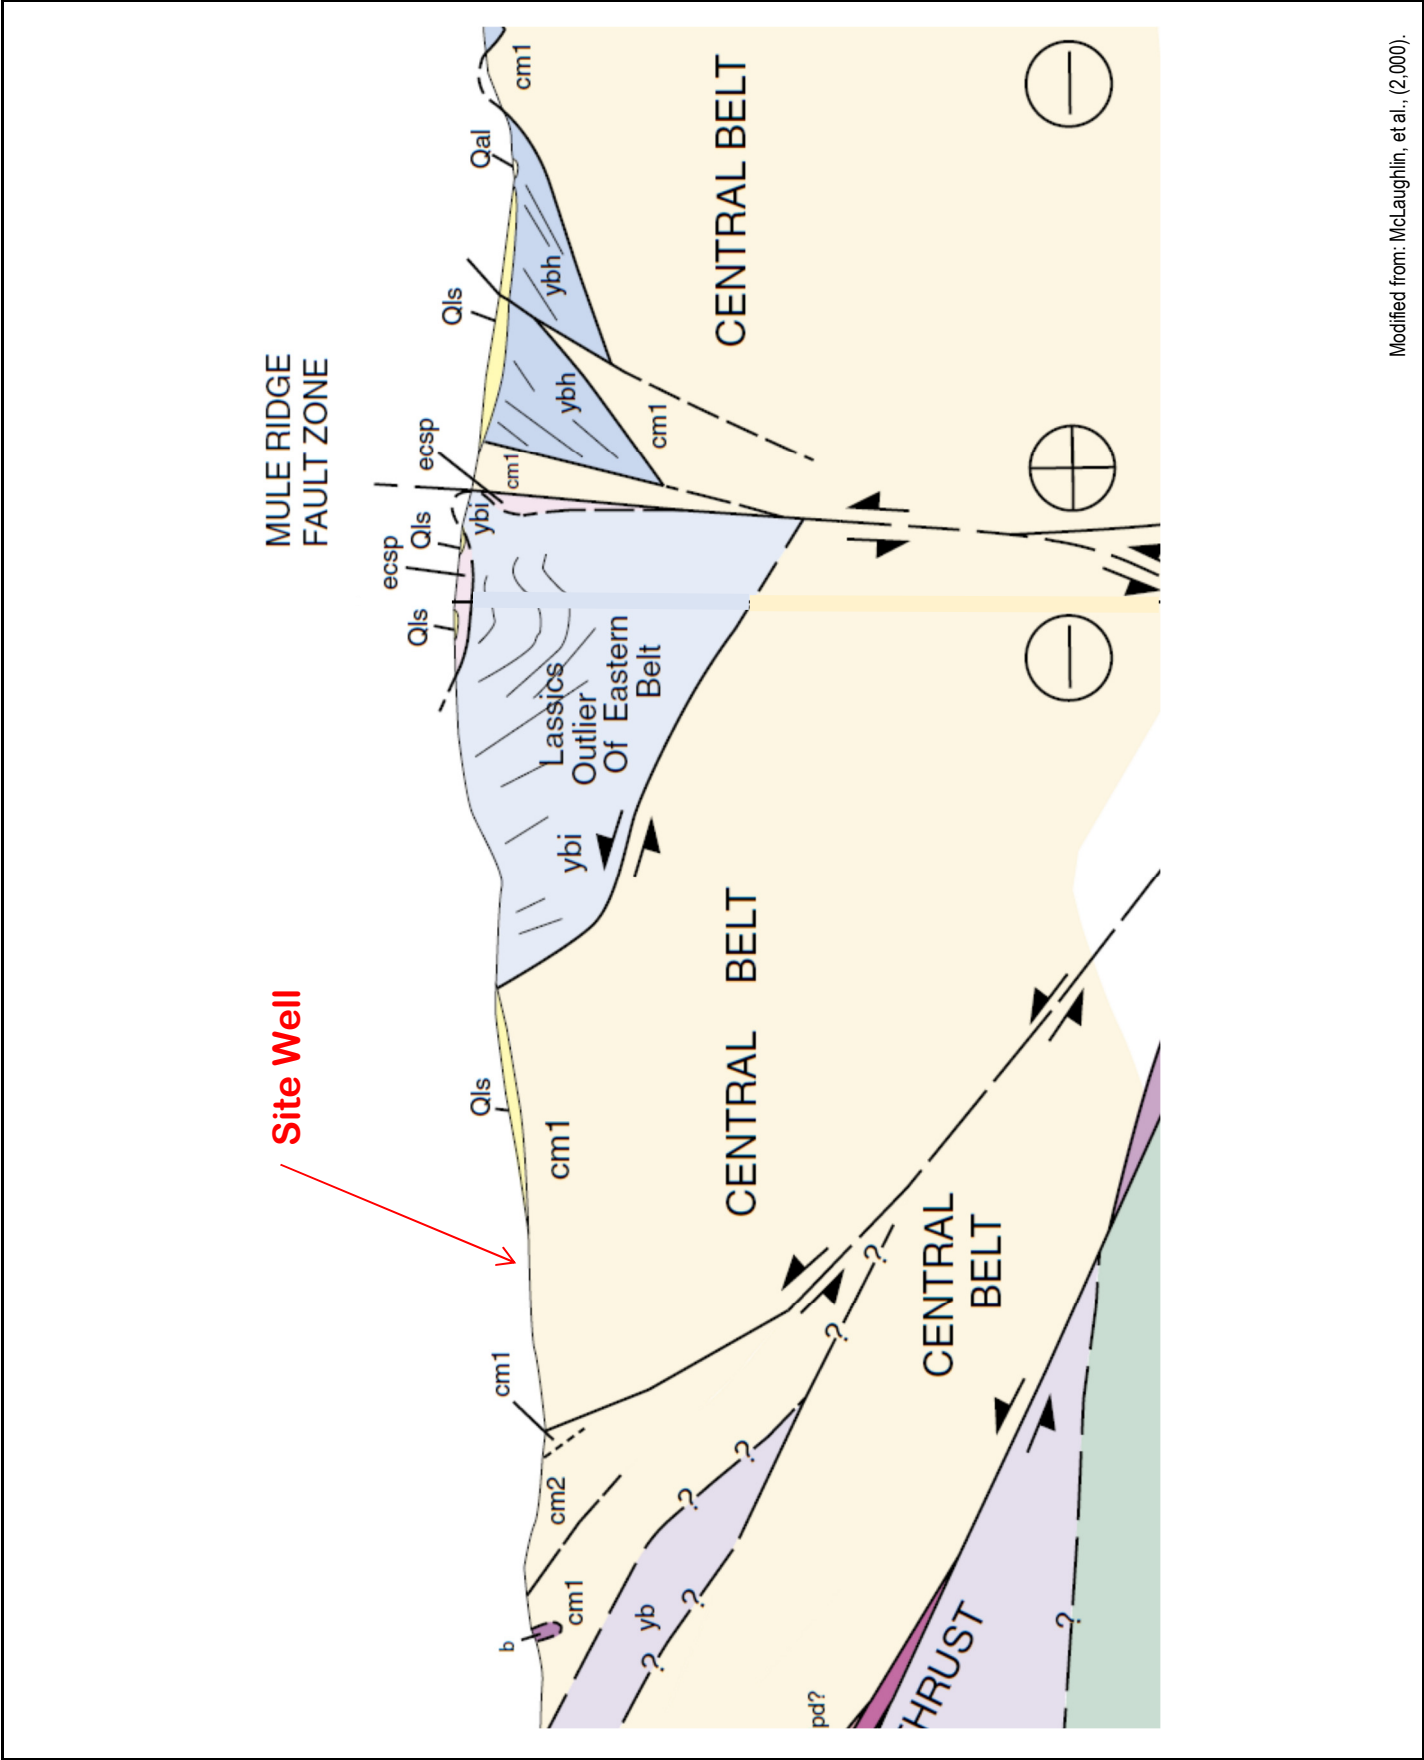 Site Well
MULE RIDGE
FAULT ZONE
ecsp
Qls
Qls
ecsp
Qls
Qls
Qal
ybi
cm1
b
cm1
cm1
cm2
cm1
cm1
ybi
Lassics
Outlier
Of Eastern
Belt
ybh
ybh
yb
cm1
?
?
?
?
?
?
CENTRAL BELT
CENTRAL BELT
pd?
CENTRAL
BELT
THRUST
?
Modified from: McLaughlin, et al., (2,000).